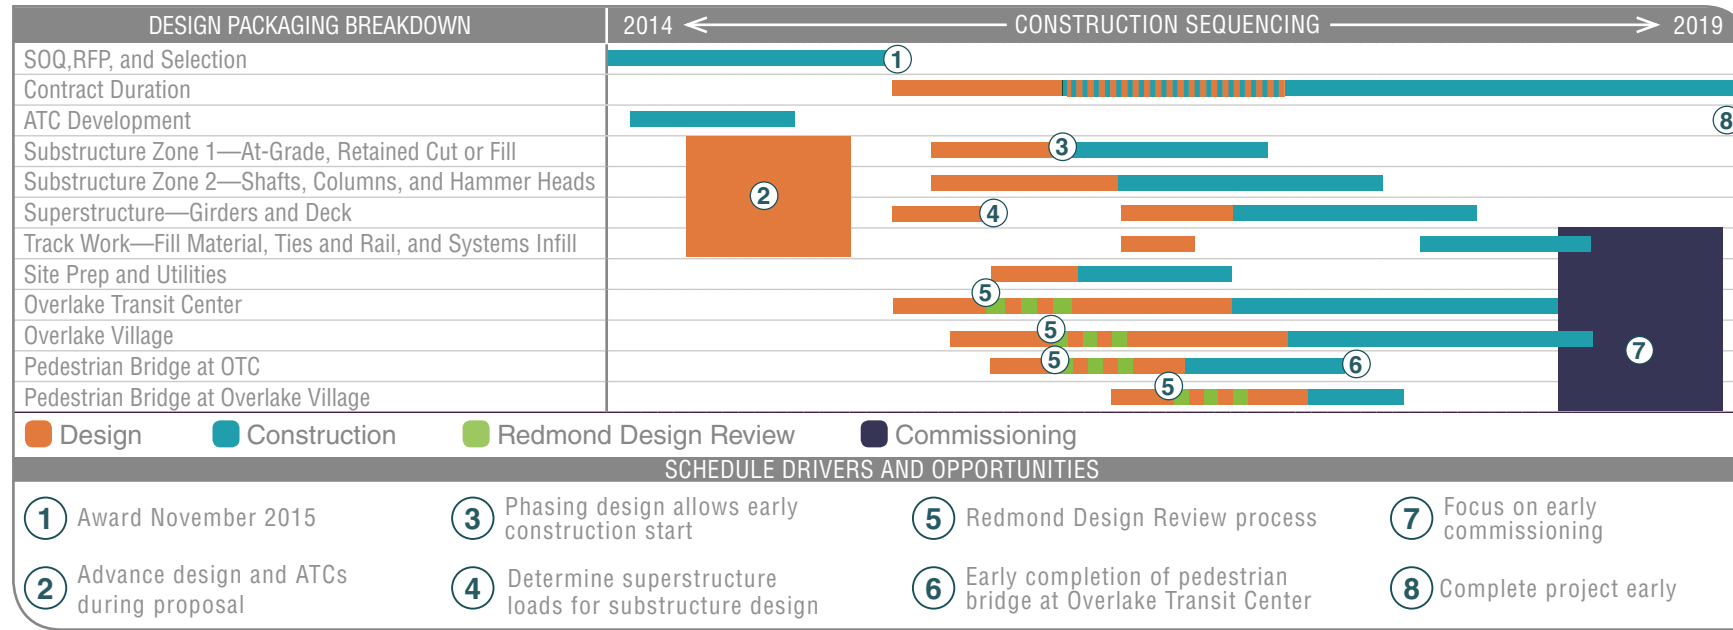 DESIGN PACKAGING BREAKDOWN
2014 CONSTRUCTION SEQUENCING 2019
SOQ,RFP, and Selection
1
Contract Duration
ATC Development
8
Substructure Zone 1—At-Grade, Retained Cut or Fill
3
Substructure Zone 2—Shafts, Columns, and Hammer Heads
2
Superstructure—Girders and Deck
4
Track Work—Fill Material, Ties and Rail, and Systems Infill
Site Prep and Utilities
Overlake Transit Center
5
Overlake Village
5
7
Pedestrian Bridge at OTC
5
6
Pedestrian Bridge at Overlake Village
5
Design
Construction
Redmond Design Review
Commissioning
SCHEDULE DRIVERS AND OPPORTUNITIES
1 Award November 2015
2 Advance design and ATCs
during proposal
3 Phasing design allows early
construction start
4 Determine superstructure
loads for substructure design
5 Redmond Design Review process
6 Early completion of pedestrian
bridge at Overlake Transit Center
7 Focus on early
commissioning
8 Complete project early